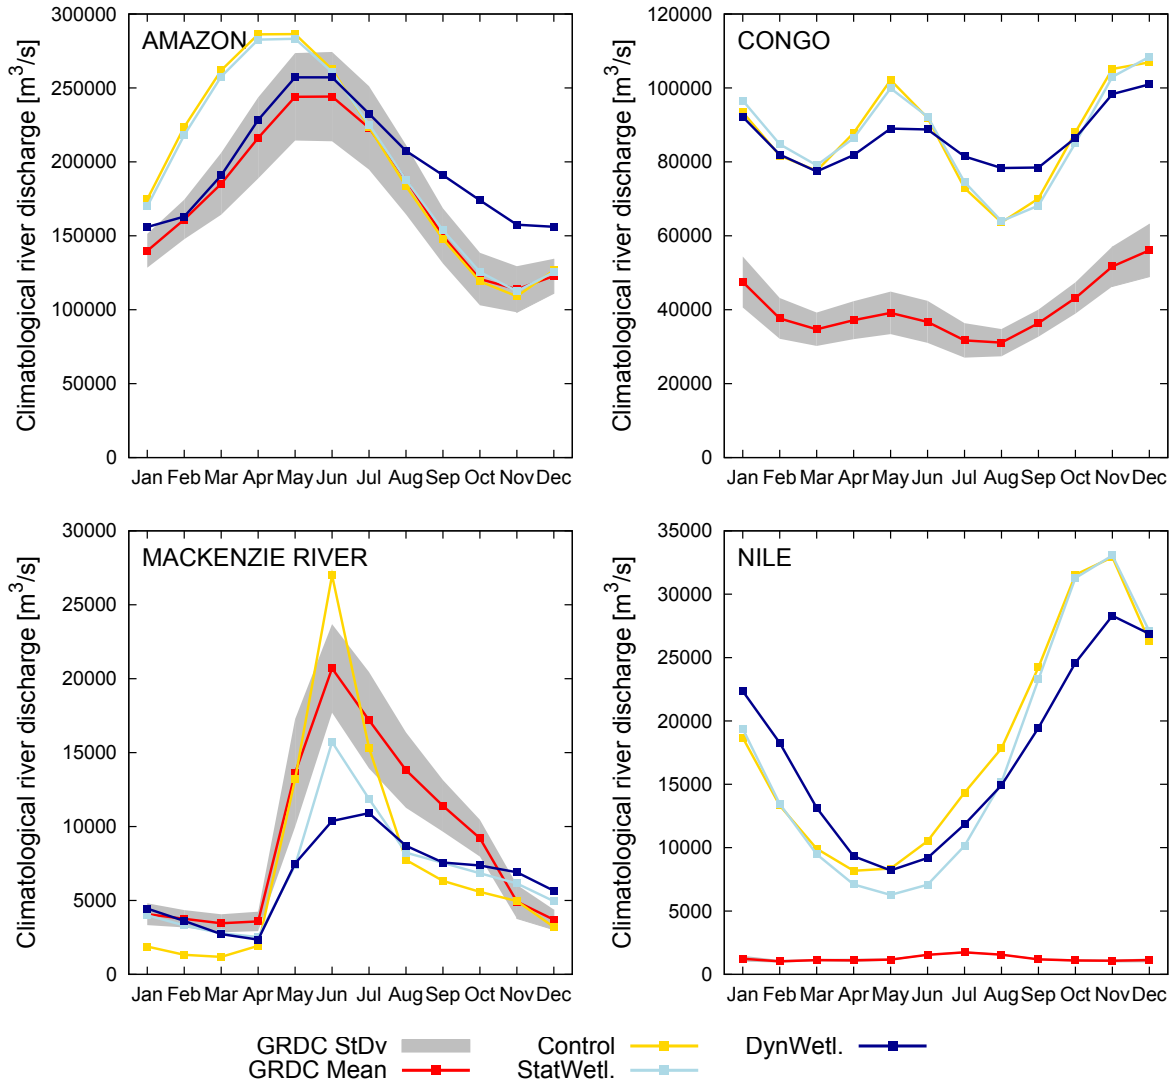 AMAZON
Climatological river discharge [m³/s]
300000
250000
200000
150000
100000
50000
0
Jan Feb Mar Apr May Jun Jul Aug Sep Oct Nov Dec
CONGO
Climatological river discharge [m³/s]
120000
100000
80000
60000
40000
20000
0
Jan Feb Mar Apr May Jun Jul Aug Sep Oct Nov Dec
MACKENZIE RIVER
Climatological river discharge [m³/s]
30000
25000
20000
15000
10000
5000
0
Jan Feb Mar Apr May Jun Jul Aug Sep Oct Nov Dec
NILE
Climatological river discharge [m³/s]
35000
30000
25000
20000
15000
10000
5000
0
Jan Feb Mar Apr May Jun Jul Aug Sep Oct Nov Dec
GRDC StDv
GRDC Mean
Control
StatWetl.
DynWetl.